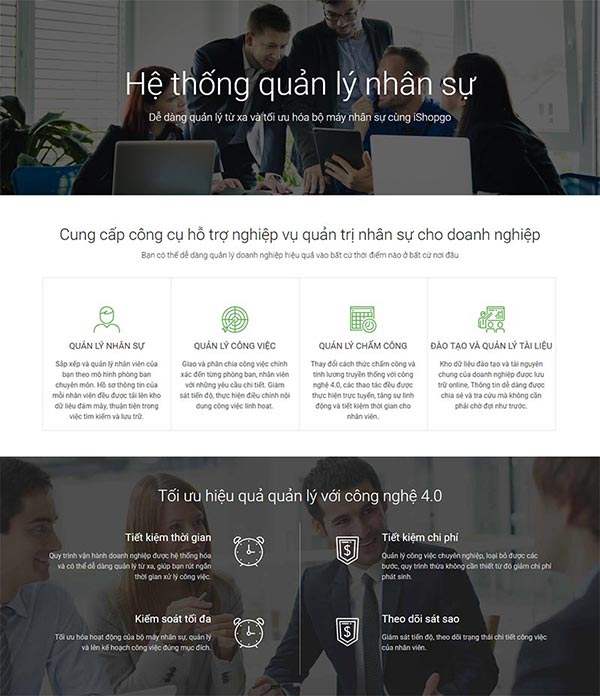 Hệ thống quản lý nhân sự
Dễ dàng quản lý từ xa và tối ưu hóa bộ máy nhân sự cùng iShopgo
Cung cấp công cụ hỗ trợ nghiệp vụ quản trị nhân sự cho doanh nghiệp
Bạn có thể dễ dàng quản lý doanh nghiệp hiệu quả vào bất cứ thời điểm nào ở bất cứ nơi đâu
QUẢN LÝ NHÂN SỰ
Sắp xếp và quản lý nhân viên của
bạn theo mô hình phòng ban
chuyên môn. Hồ sơ thông tin của
mỗi nhân viên đều được tải lên kho
dữ liệu đám mây, thuận tiện trong
việc tìm kiếm và lưu trữ.
QUẢN LÝ CÔNG VIỆC
Giao và phân chia công việc chính
xác đến từng phòng ban, nhân viên
với những yêu cầu chi tiết. Giám
sát tiến độ, thực hiện điều chỉnh nội
dung công việc linh hoạt.
QUẢN LÝ CHẤM CÔNG
Thay đổi cách thức chấm công và
tính lương truyền thống với công
nghệ 4.0, các thao tác đều được
thực hiện trực tuyến, tăng sự linh
động và tiết kiệm thời gian cho
nhân viên.
ĐÀO TẠO VÀ QUẢN LÝ TÀI LIỆU
Kho dữ liệu đào tạo và tài nguyên
chung của doanh nghiệp được lưu
trữ online, Thông tin dễ dàng được
chia sẻ và tra cứu mà không cần
phải chờ đợi như trước.
Tối ưu hiệu quả quản lý với công nghệ 4.0
Tiết kiệm thời gian
Quy trình vận hành doanh nghiệp được hệ thống hóa
và có thể dễ dàng quản lý từ xa, giúp bạn rút ngắn
thời gian xử lý công việc.
Tiết kiệm chi phí
Quản lý công việc chuyên nghiệp, loại bỏ được các
bước, quy trình thừa không cần thiết từ đó giảm chi phí
phát sinh.
Kiểm soát tối đa
Tối ưu hóa hoạt động của bộ máy nhân sự, quản lý
và lên kế hoạch công việc đúng mục đích.
Theo dõi sát sao
Giám sát tiến độ, theo dõi trạng thái chi tiết công việc
của nhân viên.